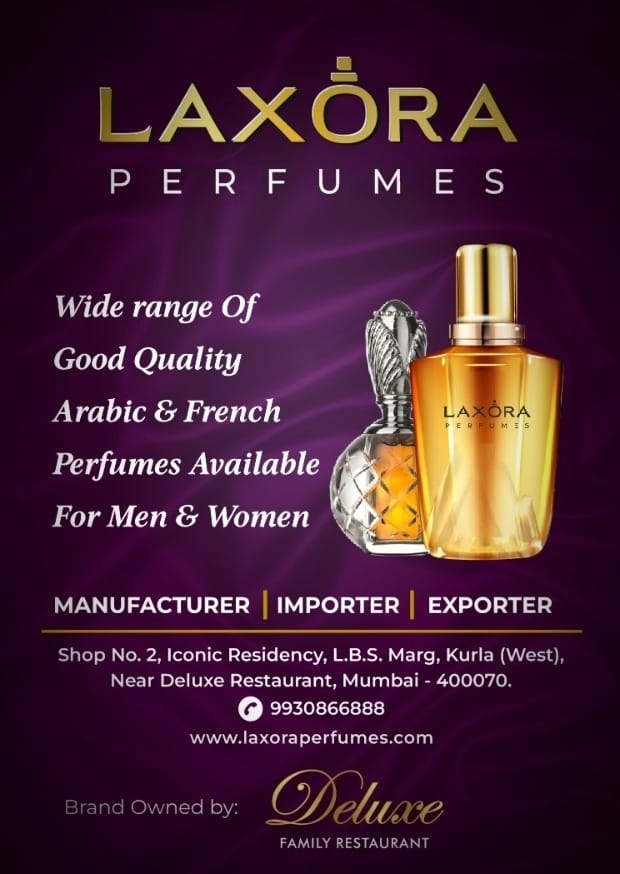 LAXORA
PERFUMES
Wide range Of
Good Quality
Arabic & French
Perfumes Available
For Men & Women
LAXORA
PERFUMES
MANUFACTURER | IMPORTER | EXPORTER
Shop No. 2, Iconic Residency, L.B.S. Marg, Kurla (West),
Near Deluxe Restaurant, Mumbai - 400070.
9930866888
www.laxoraperfumes.com
Brand Owned by: Deluxe
FAMILY RESTAURANT